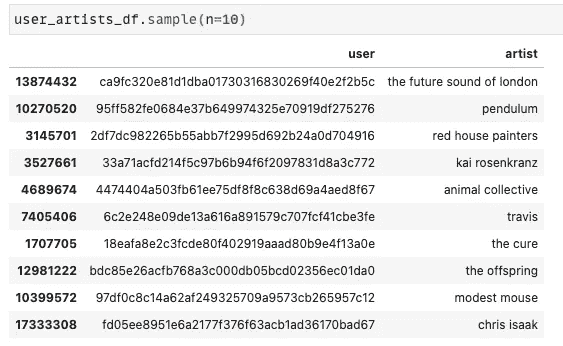 user_artists_df.sample(n=10)
user artist
13874432 ca9fc320e81d1dba01730316830269f40e2f2b5c the future sound of london
10270520 95ff582fe0684e37b649974325e70919df275276 pendulum
3145701 2df7dc982265b55abb7f2995d692b24a0d704916 red house painters
3527661 33a71acfd214f5c97b6b94f6f2097831d8a3c772 kai rosenkranz
4689674 4474404a503fb61ee75df8f8c638d69a4aed8f67 animal collective
7405406 6c2e248e09de13a616a891579c707fcf41cbe3fe travis
1707705 18eafa8e2c3fcde80f402919aaad80b9e4f13a0e the cure
12981222 bdc85e26acfb768a3c000db05bcd02356ec01da0 the offspring
10399572 97df0c8c14a62af249325709a9573cb265957c12 modest mouse
17333308 fd05ee8951e6a2177f376f63acb1ad36170bad67 chris isaak